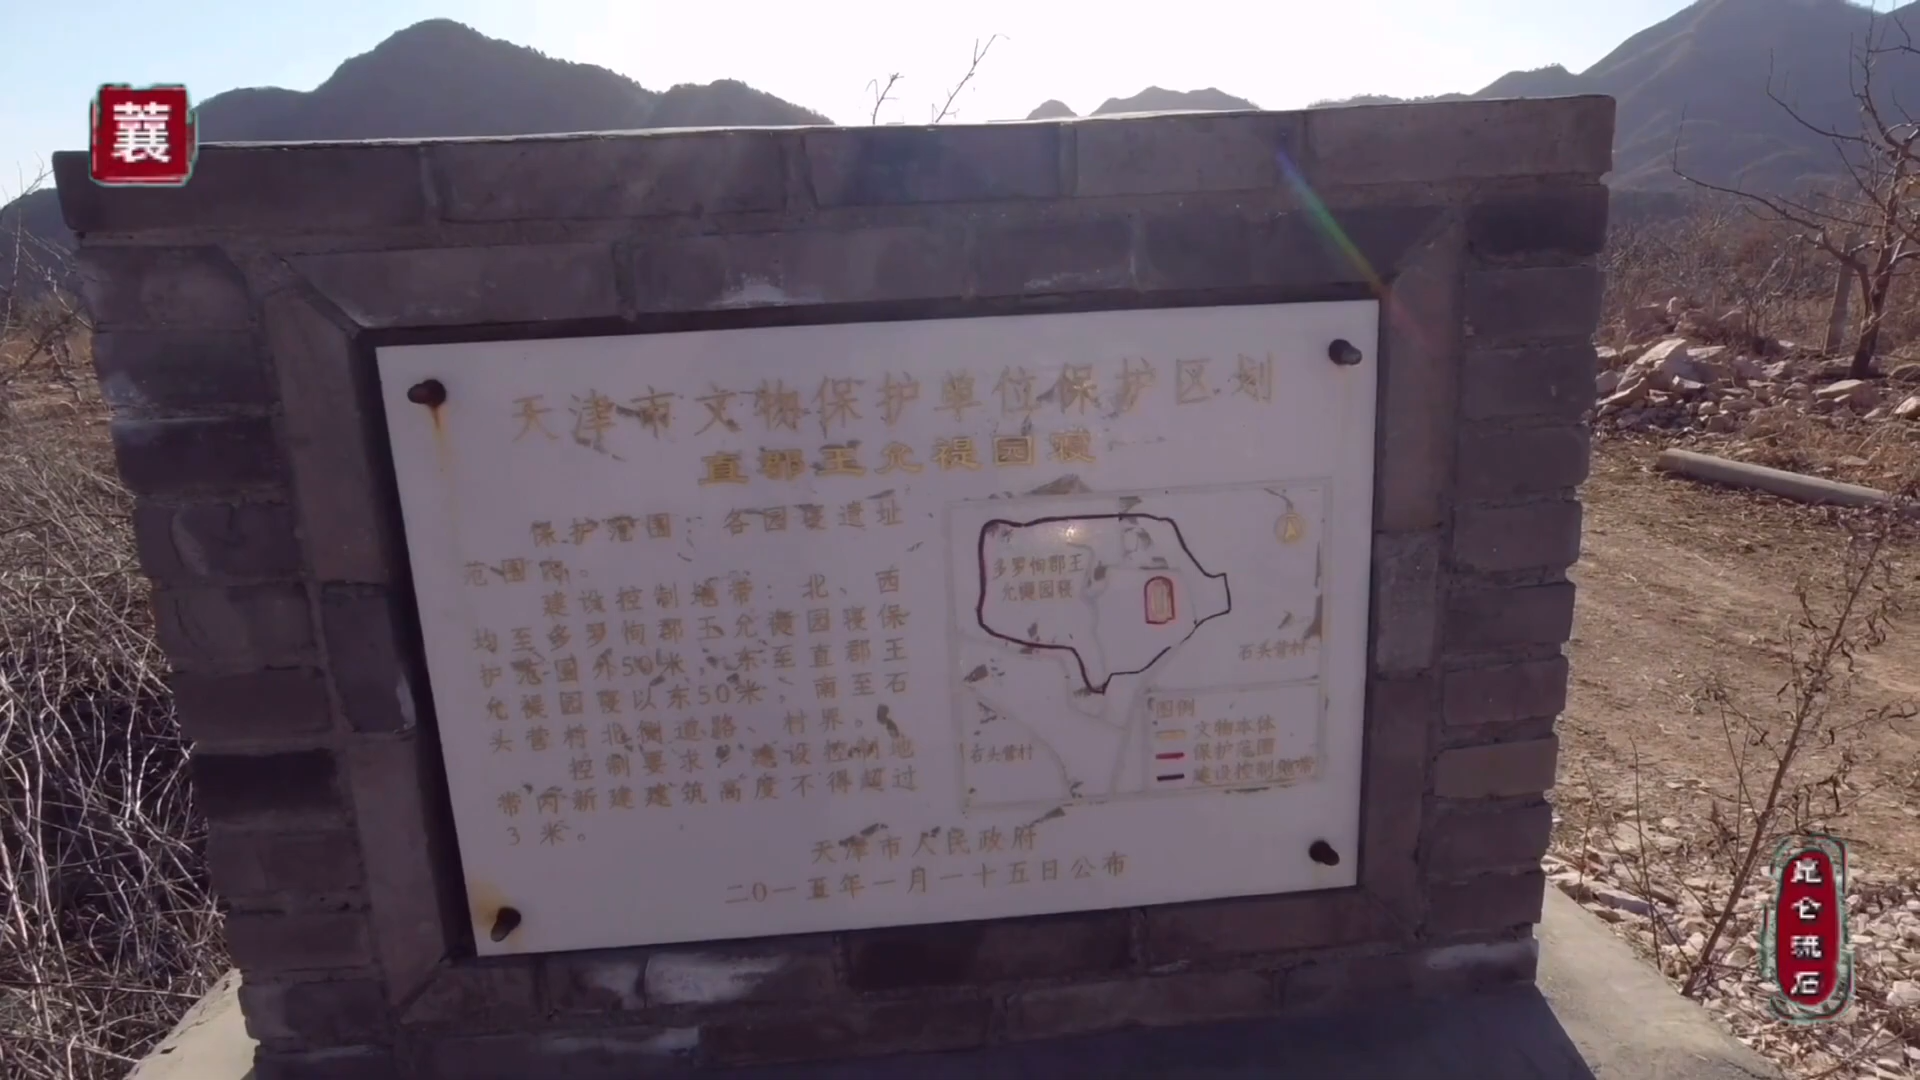 天津市文物保护单位保护区划
直郡王允禔园寝
保护范围：各园寝遗址
范围内。
建设控制地带：北、西
均至多罗恂郡王允禵园寝保
护范围外50米，东至直郡王
允禔园寝以东50米，南至石
头营村北侧道路、村界。
控制要求：建设控制地
带内新建建筑高度不得超过
3米。
多罗恂郡王
允禵园寝
石头营村
石头营村
图例
文物本体
保护范围
建设控制地带
天津市人民政府
二0一五年一月一十五日公布
昆仑流石